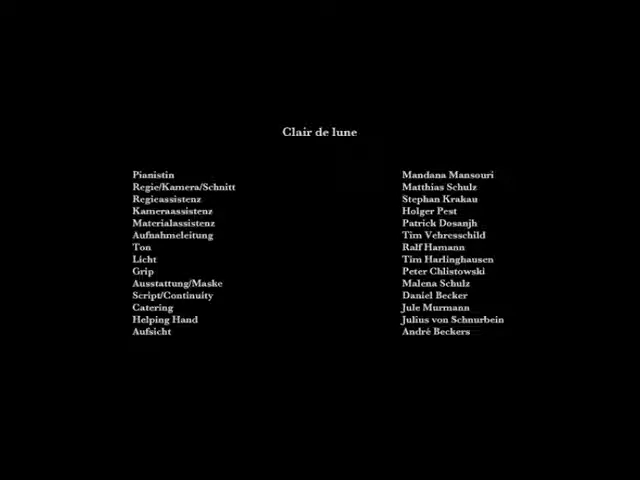 Clair de lune
Pianistin Mandana Mansouri
Regie/Kamera/Schnitt Matthias Schulz
Regieassistenz Stephan Krakau
Kameraassistenz Holger Pest
Materialassistenz Patrick Dosanjh
Aufnahmeleitung Tim Vehresschild
Ton Ralf Hamann
Licht Tim Harlinghausen
Grip Peter Chlistowski
Ausstattung/Maske Malena Schulz
Script/Continuity Daniel Becker
Catering Jule Murmann
Helping Hand Julius von Schnurbein
Aufsicht André Beckers